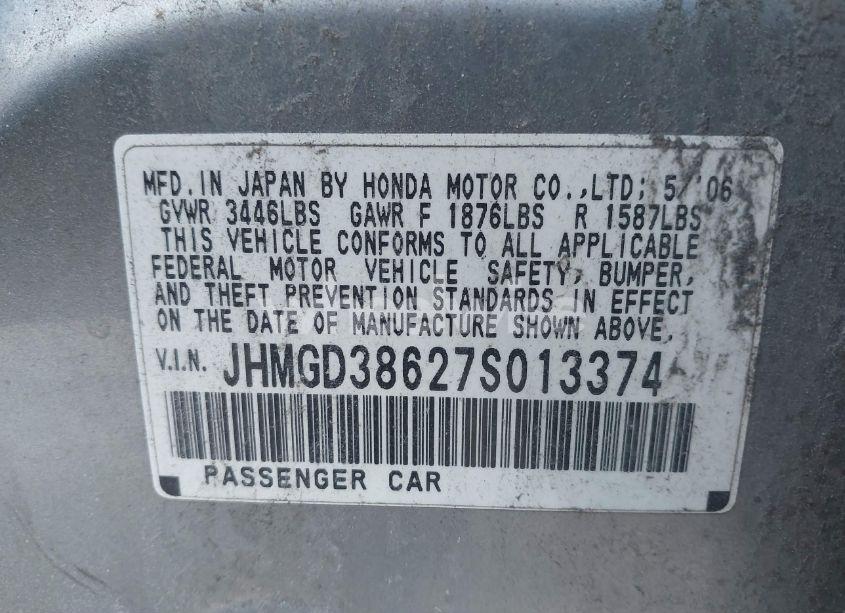 MFD. IN JAPAN BY HONDA MOTOR CO.,LTD; 5/'06
GVWR 3446LBS GAWR F 1876LBS R 1587LBS
THIS VEHICLE CONFORMS TO ALL APPLICABLE
FEDERAL MOTOR VEHICLE SAFETY, BUMPER,
AND THEFT PREVENTION STANDARDS IN EFFECT
ON THE DATE OF MANUFACTURE SHOWN ABOVE,
V.I.N. JHMGD38627S013374
PASSENGER CAR